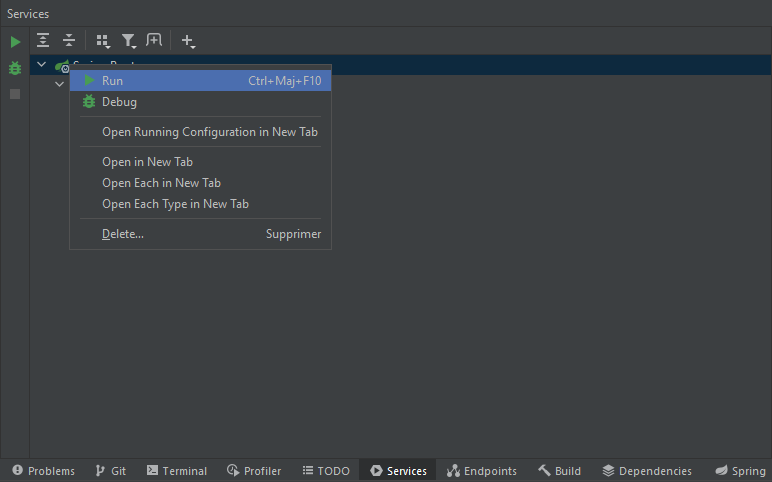 Services
Run Ctrl+Maj+F10
Debug
Open Running Configuration in New Tab
Open in New Tab
Open Each in New Tab
Open Each Type in New Tab
Delete... Supprimer
Problems Git Terminal Profiler TODO Services Endpoints Build Dependencies Spring